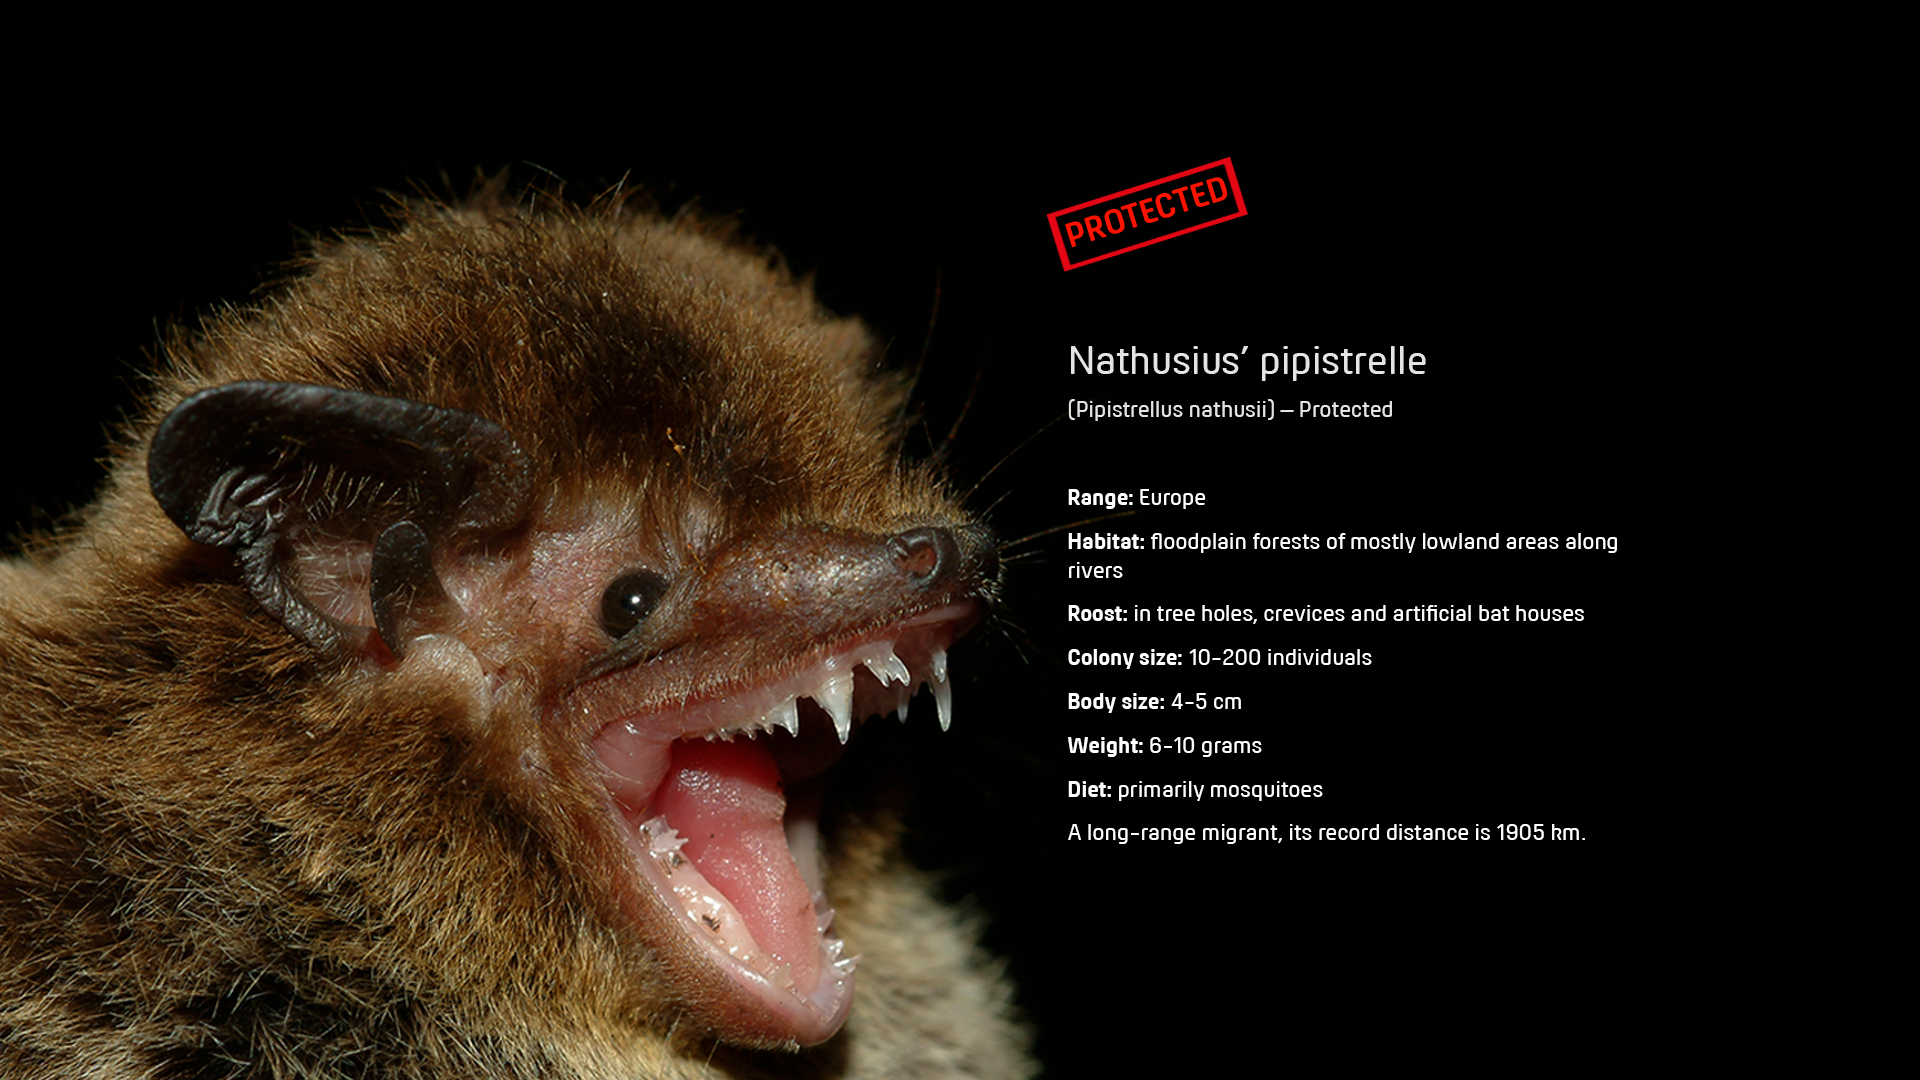 PROTECTED
Nathusius’ pipistrelle
(Pipistrellus nathusii) – Protected
Range: Europe
Habitat: floodplain forests of mostly lowland areas along
rivers
Roost: in tree holes, crevices and artificial bat houses
Colony size: 10-200 individuals
Body size: 4-5 cm
Weight: 6-10 grams
Diet: primarily mosquitoes
A long-range migrant, its record distance is 1905 km.